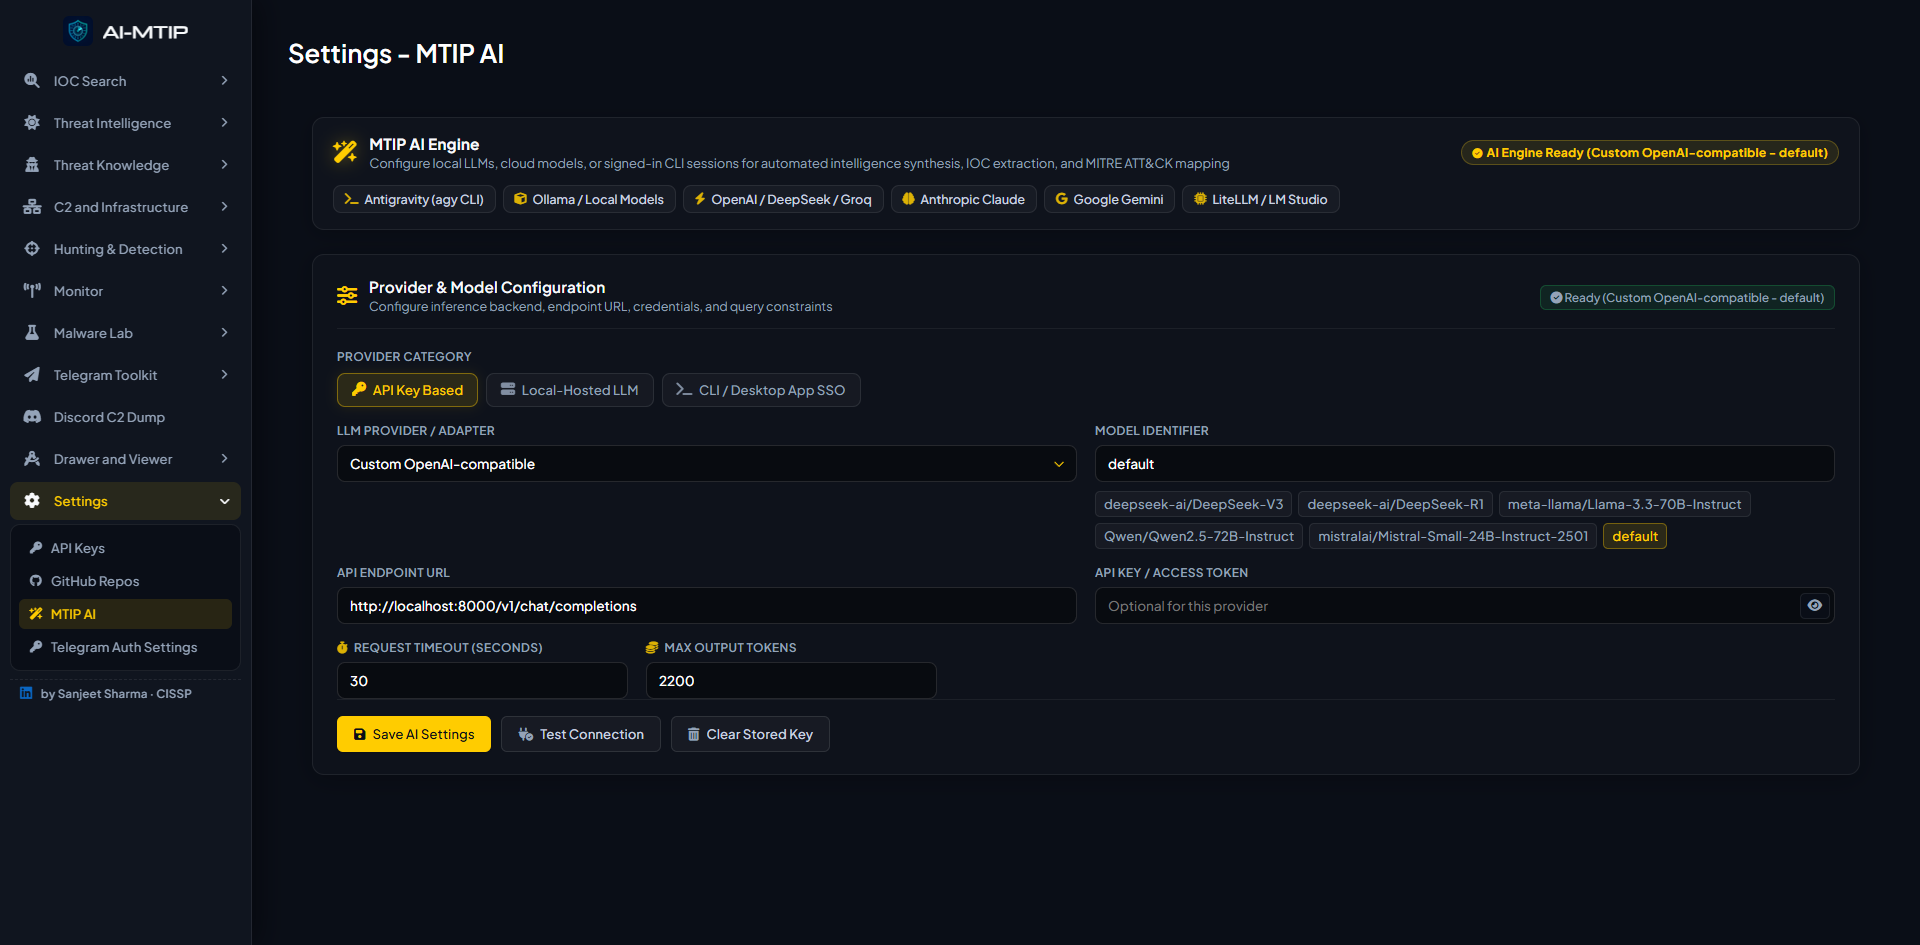 AI-MTIP
IOC Search
Threat Intelligence
Threat Knowledge
C2 and Infrastructure
Hunting & Detection
Monitor
Malware Lab
Telegram Toolkit
Discord C2 Dump
Drawer and Viewer
Settings
API Keys
GitHub Repos
MTIP AI
Telegram Auth Settings
by Sanjeet Sharma · CISSP
Settings - MTIP AI
MTIP AI Engine
Configure local LLMs, cloud models, or signed-in CLI sessions for automated intelligence synthesis, IOC extraction, and MITRE ATT&CK mapping
AI Engine Ready (Custom OpenAI-compatible - default)
Antigravity (agy CLI)
Ollama / Local Models
OpenAI / DeepSeek / Groq
Anthropic Claude
Google Gemini
LiteLLM / LM Studio
Provider & Model Configuration
Configure inference backend, endpoint URL, credentials, and query constraints
Ready (Custom OpenAI-compatible - default)
PROVIDER CATEGORY
API Key Based
Local-Hosted LLM
CLI / Desktop App SSO
LLM PROVIDER / ADAPTER
Custom OpenAI-compatible
MODEL IDENTIFIER
default
deepseek-ai/DeepSeek-V3
deepseek-ai/DeepSeek-R1
meta-llama/Llama-3.3-70B-Instruct
Qwen/Qwen2.5-72B-Instruct
mistralai/Mistral-Small-24B-Instruct-2501
default
API ENDPOINT URL
http://localhost:8000/v1/chat/completions
API KEY / ACCESS TOKEN
Optional for this provider
REQUEST TIMEOUT (SECONDS)
30
MAX OUTPUT TOKENS
2200
Save AI Settings
Test Connection
Clear Stored Key